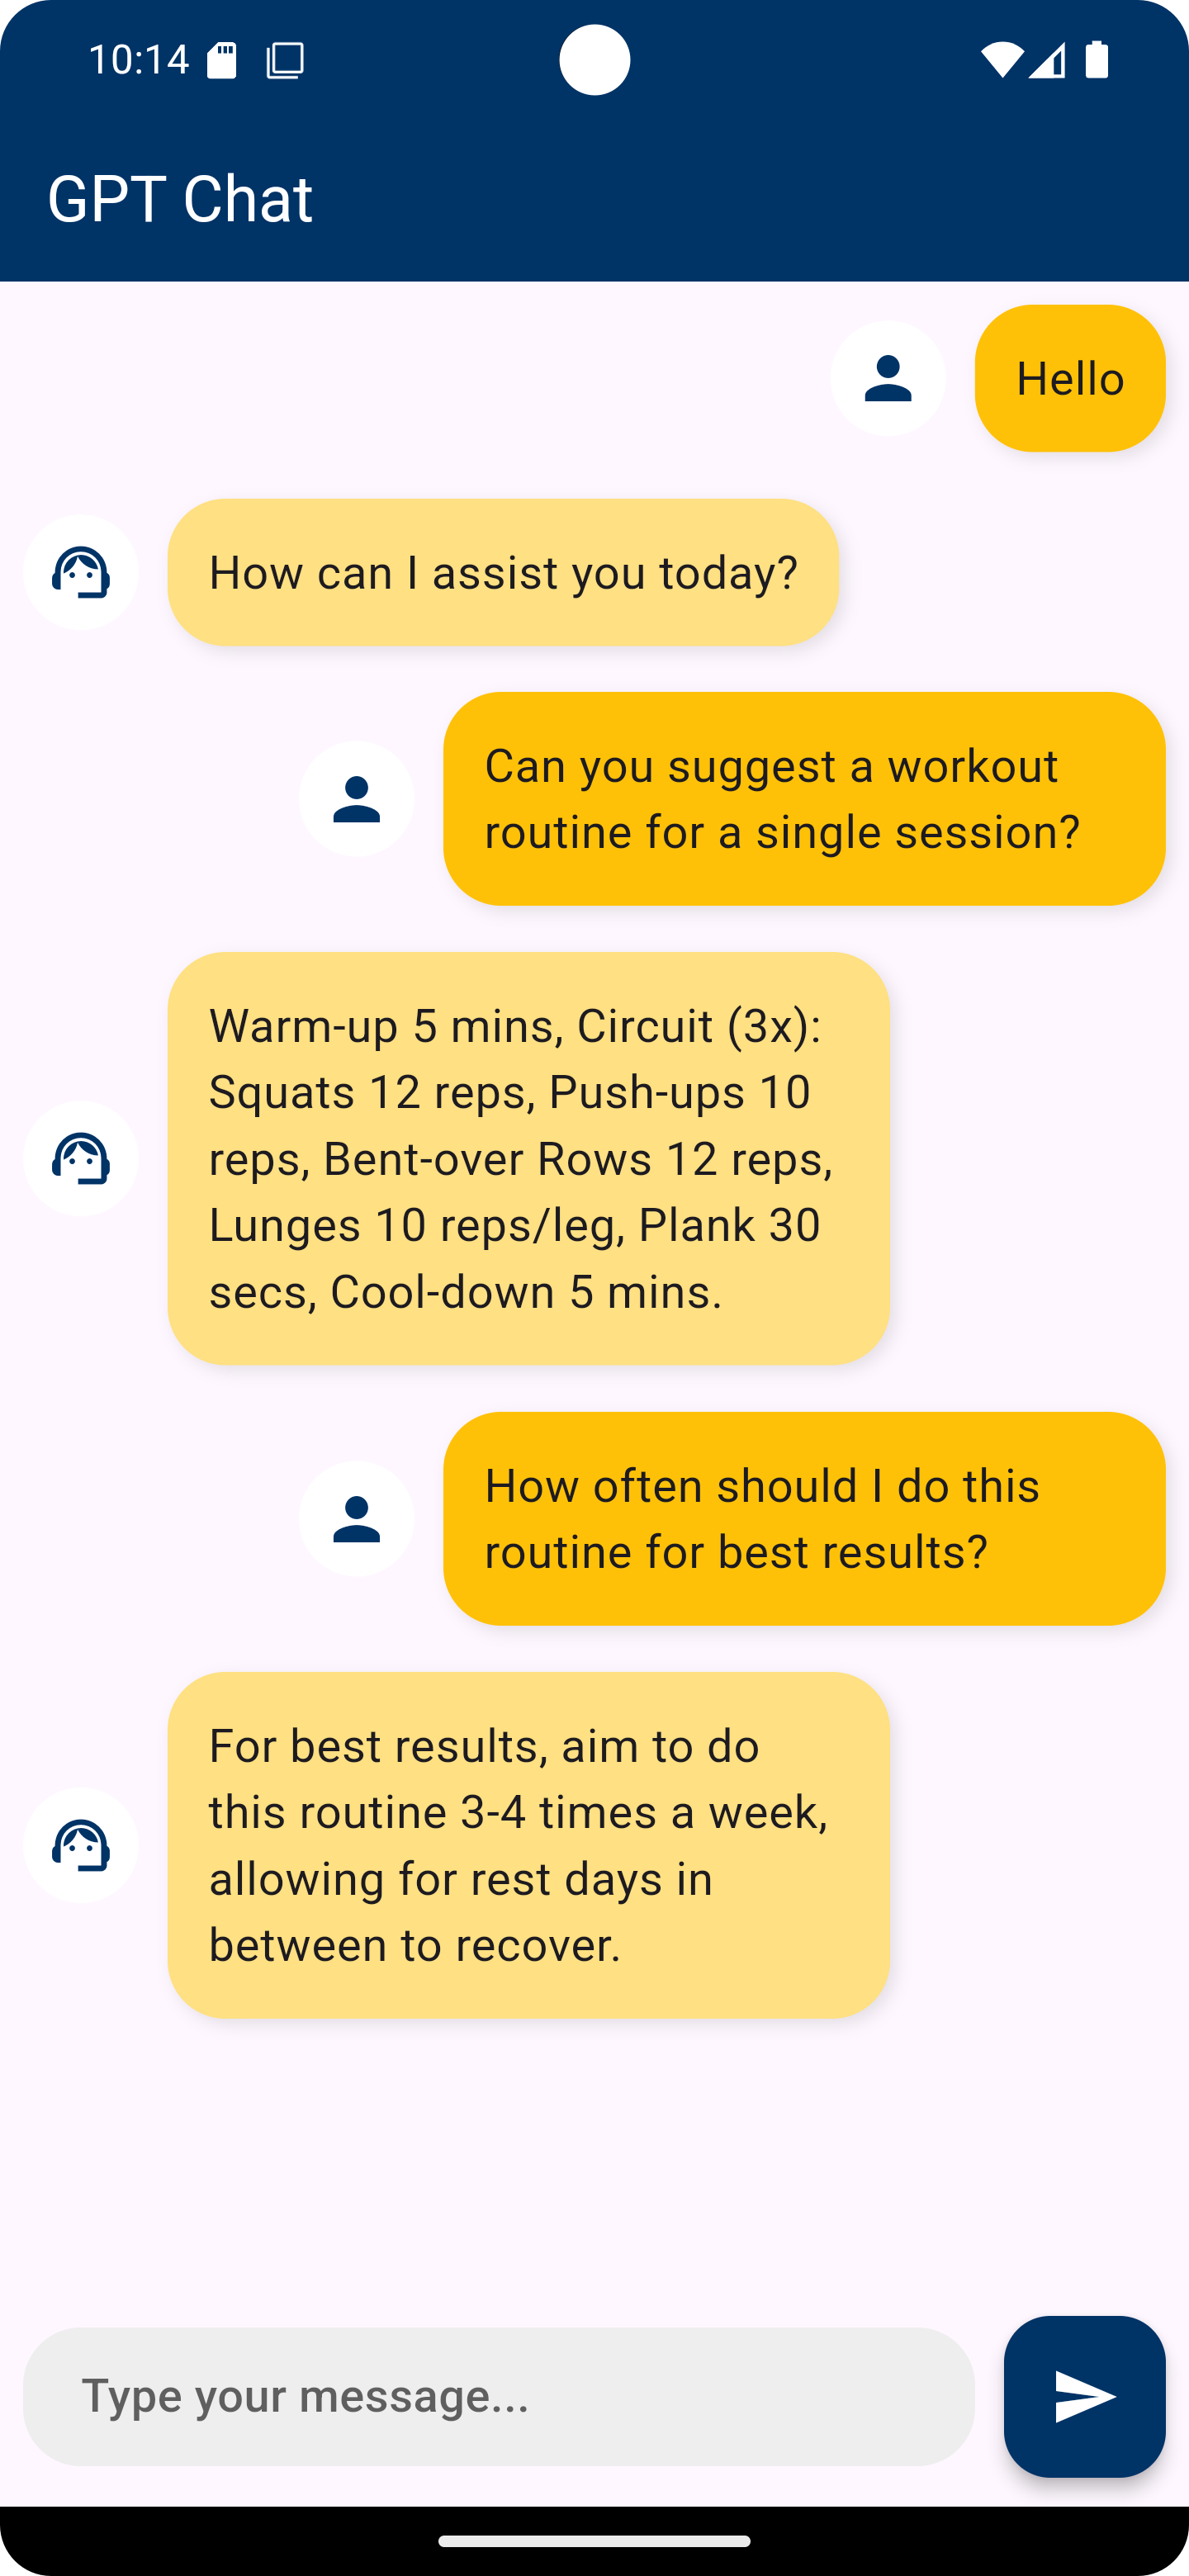 10:14
GPT Chat
Hello
How can I assist you today?
Can you suggest a workout
routine for a single session?
Warm-up 5 mins, Circuit (3x):
Squats 12 reps, Push-ups 10
reps, Bent-over Rows 12 reps,
Lunges 10 reps/leg, Plank 30
secs, Cool-down 5 mins.
How often should I do this
routine for best results?
For best results, aim to do
this routine 3-4 times a week,
allowing for rest days in
between to recover.
Type your message...